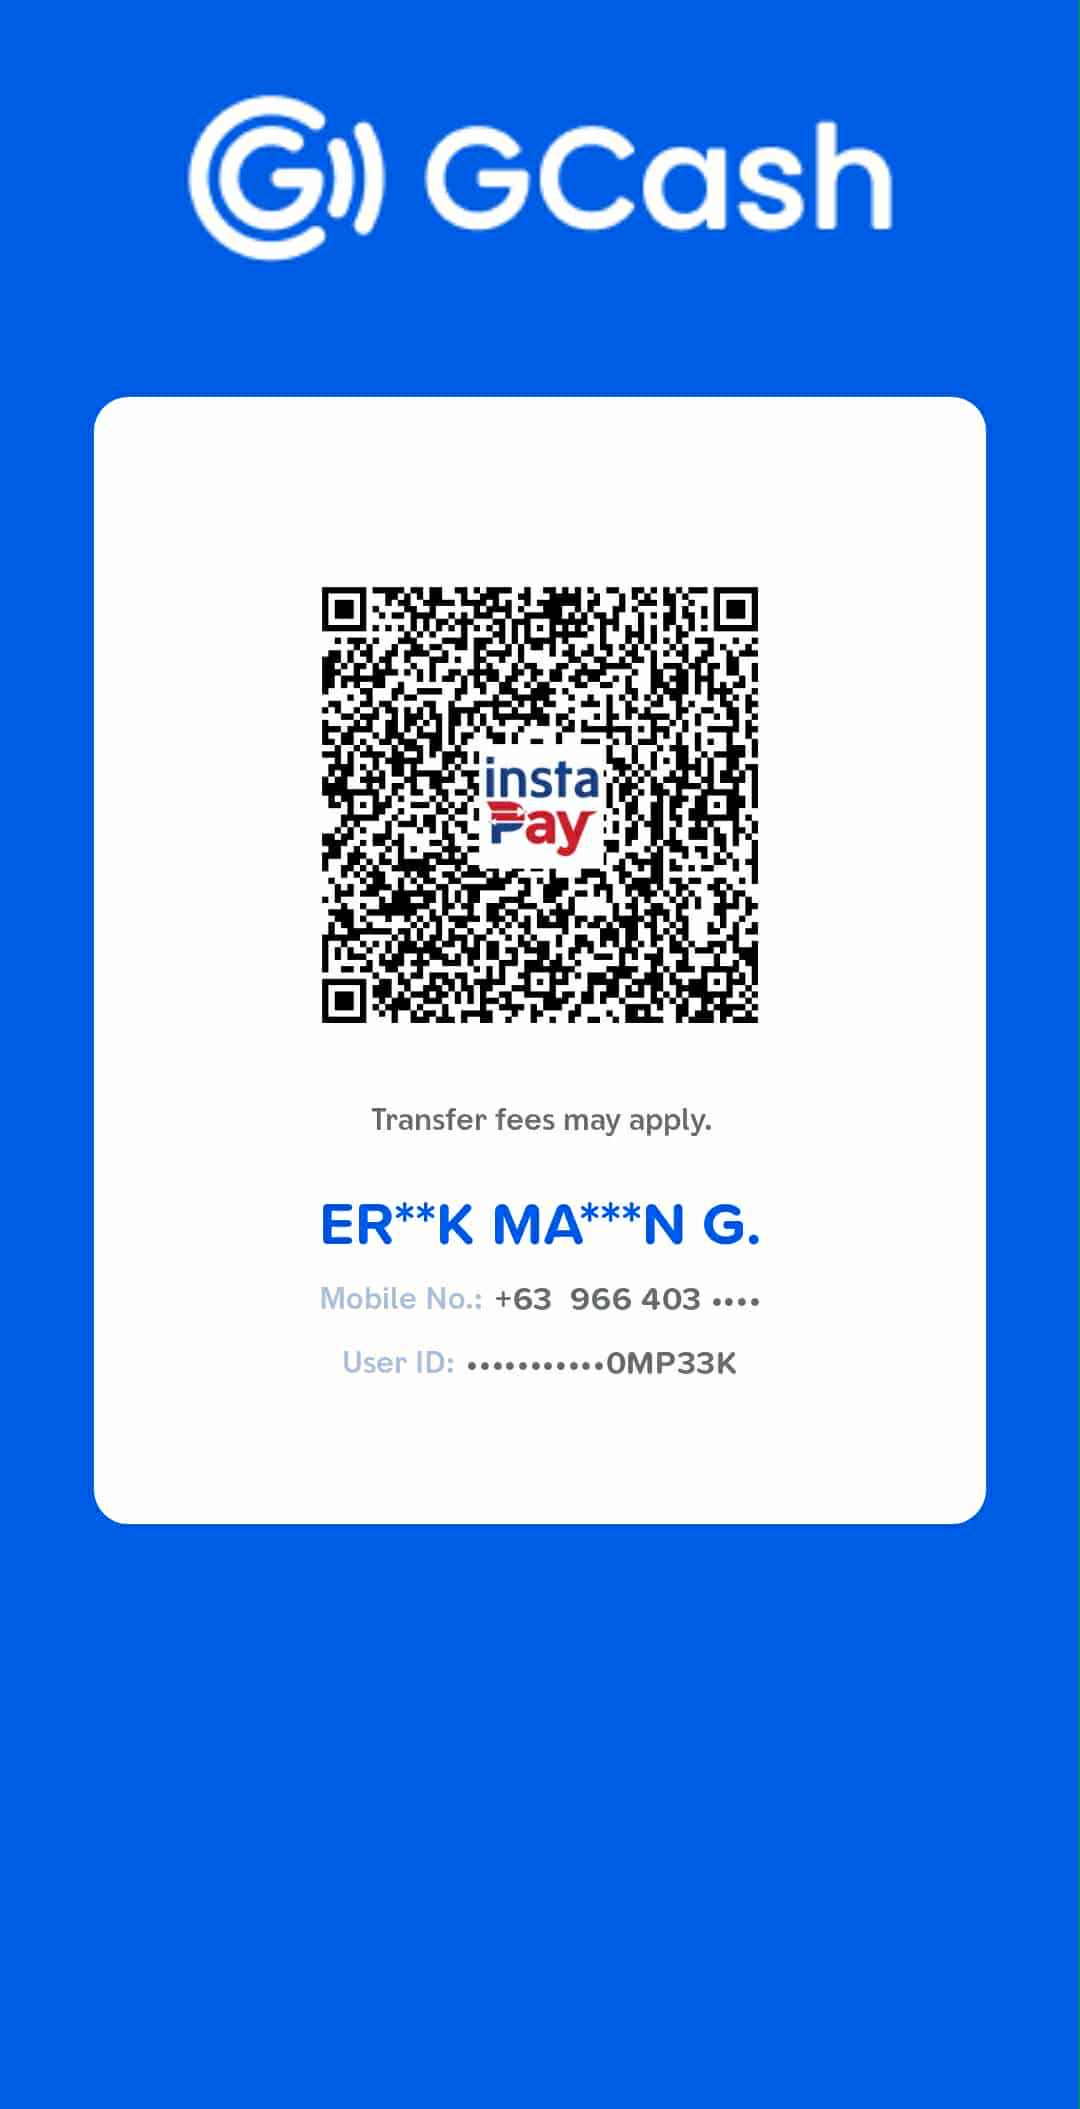 GCash
insta
Pay
Transfer fees may apply.
ER**K MA***N G.
Mobile No.: +63 966 403 ••••
User ID: •••••••••••0MP33K